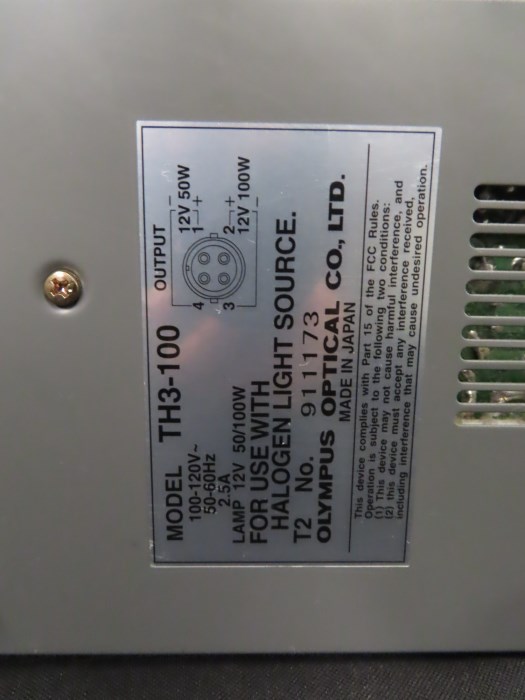 MODEL TH3-100
100-120V~
50-60Hz
2.5A
LAMP 12V 50/100W
OUTPUT
12V 50W
4 1 - +
3 2 - +
12V 100W
FOR USE WITH
HALOGEN LIGHT SOURCE.
T2 No. 911173
OLYMPUS OPTICAL CO., LTD.
MADE IN JAPAN
This device complies with Part 15 of the FCC Rules.
Operation is subject to the following two conditions:
(1) This device may not cause harmful interference, and
(2) this device must accept any interference received,
including interference that may cause undesired operation.